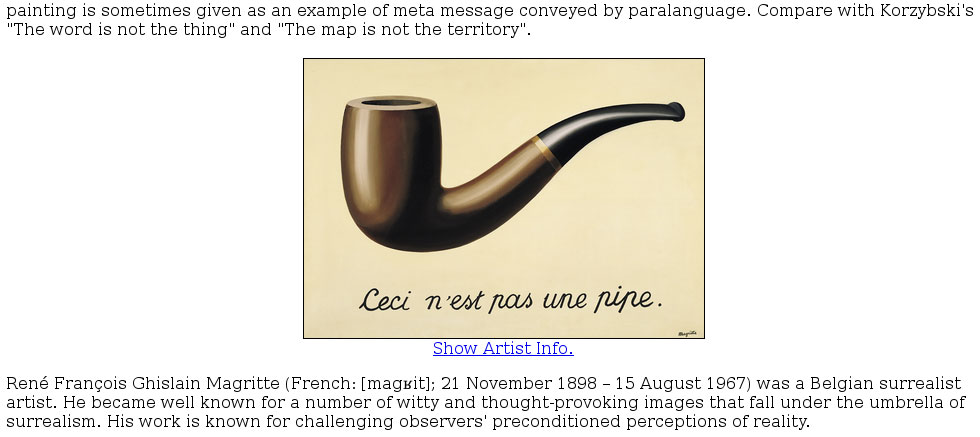 painting is sometimes given as an example of meta message conveyed by paralanguage. Compare with Korzybski's
"The word is not the thing" and "The map is not the territory".
Ceci n'est pas une pipe.
Magritte
Show Artist Info.
René François Ghislain Magritte (French: [maɡʁit]; 21 November 1898 – 15 August 1967) was a Belgian surrealist
artist. He became well known for a number of witty and thought-provoking images that fall under the umbrella of
surrealism. His work is known for challenging observers' preconditioned perceptions of reality.